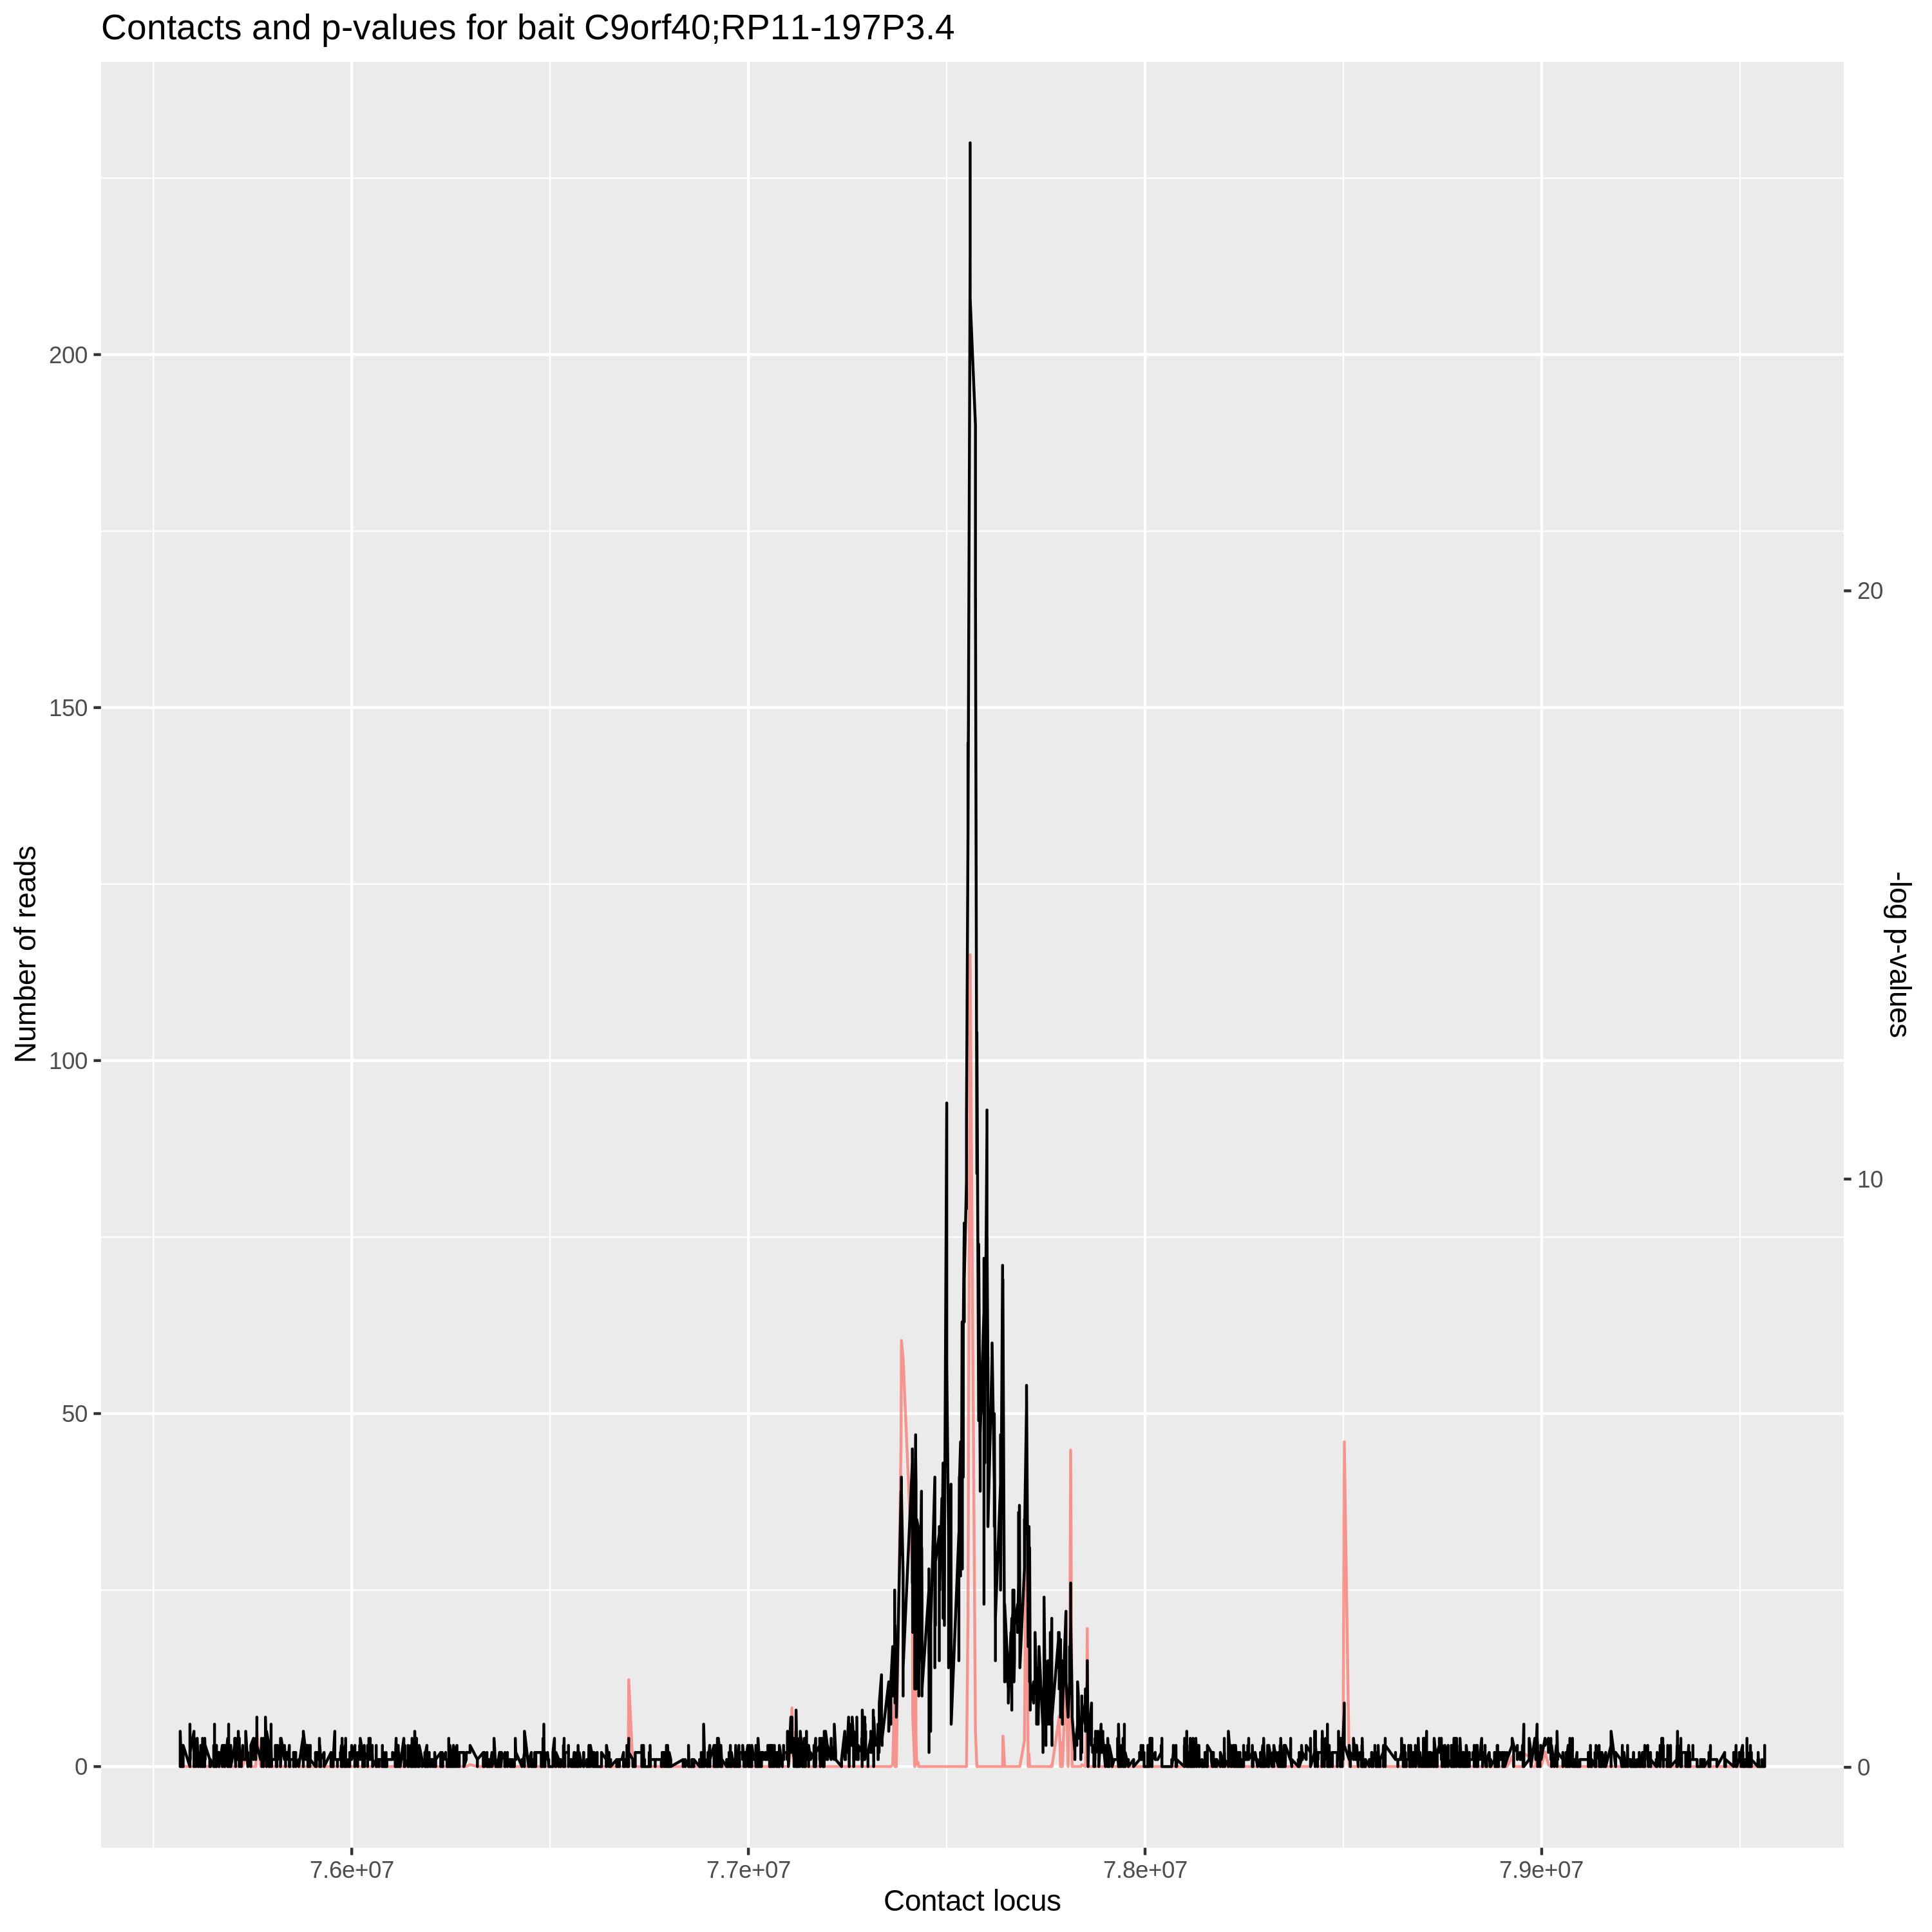 Contacts and p-values for bait C9orf40;RP11-197P3.4
Number of reads
200
150
100
50
0
20
10
0
-log p-values
7.6e+07
7.7e+07
7.8e+07
7.9e+07
Contact locus